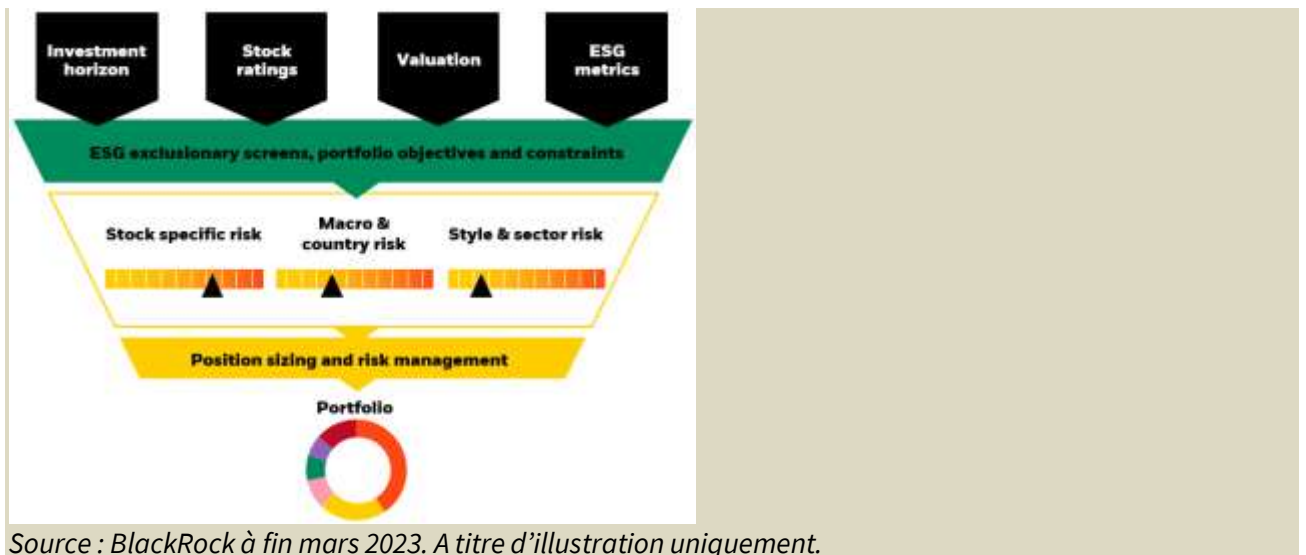 Investment
horizon
Stock
ratings
Valuation
ESG
metrics
ESG exclusionary screens, portfolio objectives and constraints
Stock specific risk
Macro &
country risk
Style & sector risk
Position sizing and risk management
Portfolio
Source : BlackRock à fin mars 2023. A titre d’illustration uniquement.